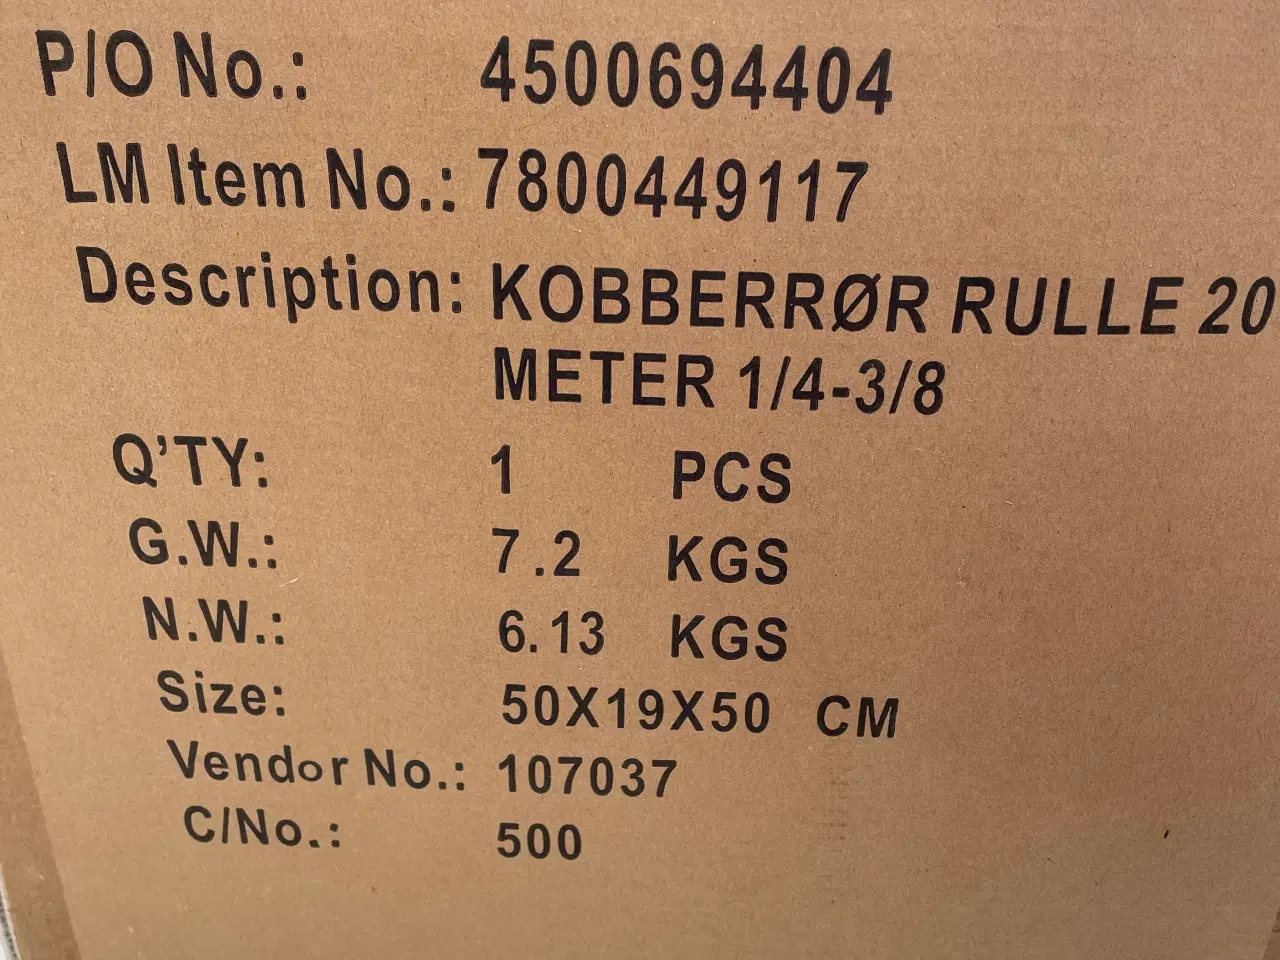 P/O No.: 4500694404
LM Item No.: 7800449117
Description: KOBBERRØR RULLE 20
METER 1/4-3/8
Q'TY: 1 PCS
G.W.: 7.2 KGS
N.W.: 6.13 KGS
Size: 50X19X50 CM
Vendor No.: 107037
C/No.: 500